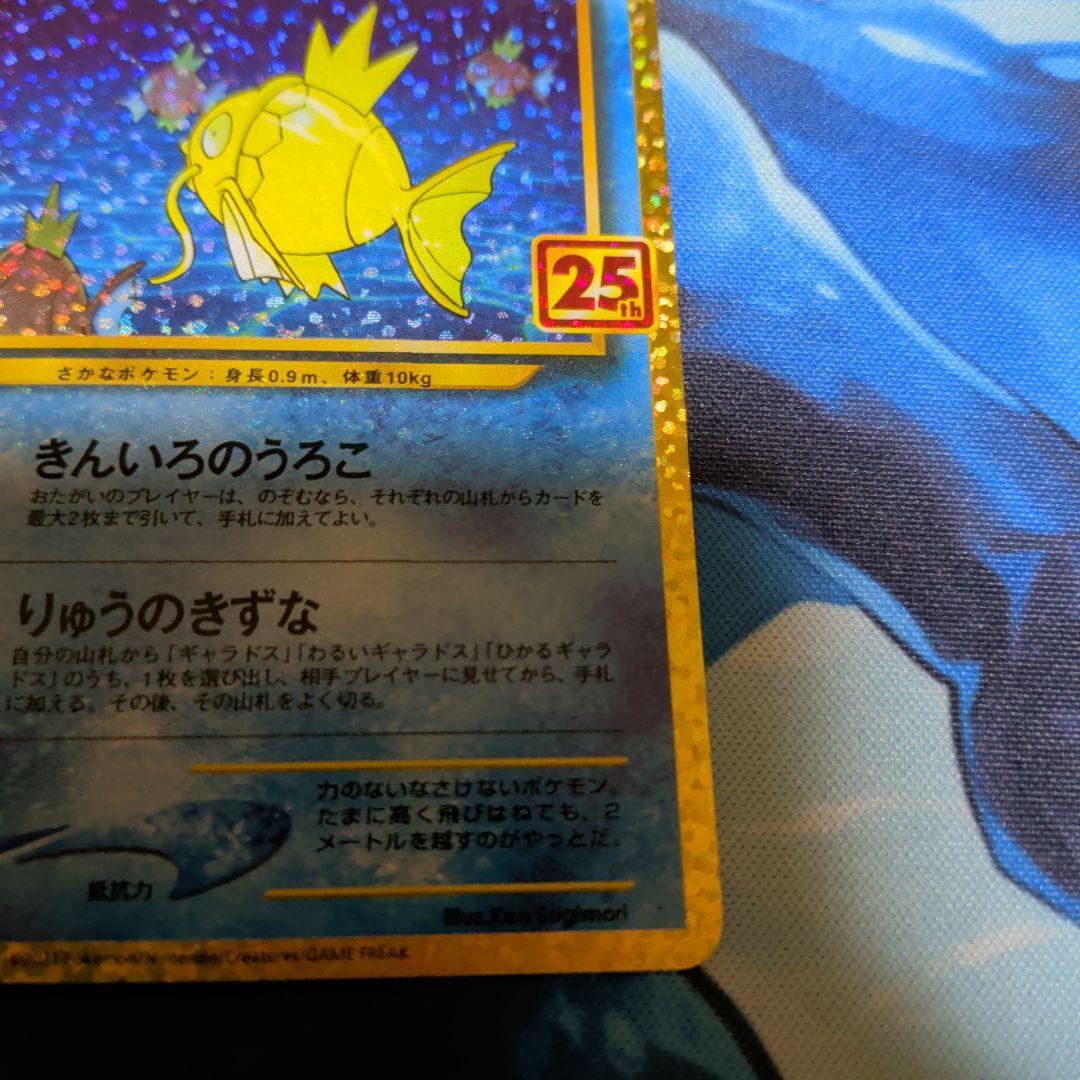 25th
さかなポケモン：身長0.9m、体重10kg
きんいろのうろこ
おたがいのプレイヤーは、のぞむなら、それぞれの山札からカードを
最大2枚まで引いて、手札に加えてよい。
りゅうのきずな
自分の山札から「ギャラドス」「わるいギャラドス」「ひかるギャラ
ドス」のうち、1枚を選び出し、相手プレイヤーに見せてから、手札
に加える。その後、その山札をよく切る。
力のないなさけないポケモン。
たまに高く飛びはねても、2
メートルを越すのがやっとだ。
抵抗力
Illus.Ken Sugimori
©2021 Pokémon/Nintendo/Creatures/GAME FREAK